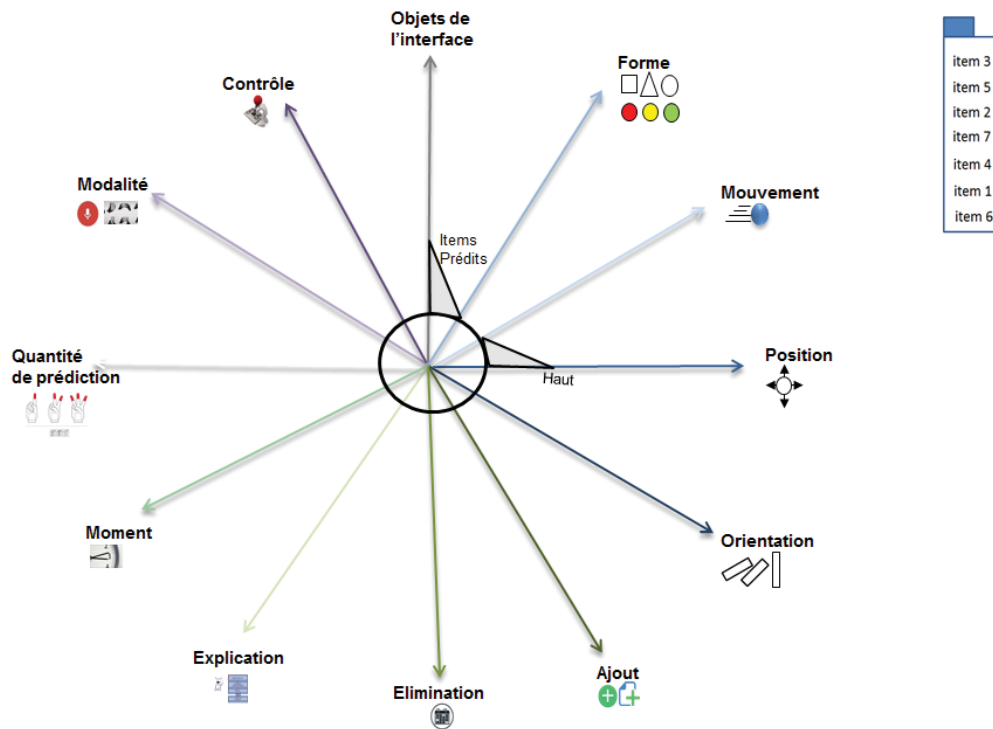 Objets de
l'interface
Forme
Contrôle
Modalité
Mouvement
Items
Prédits
Quantité
de prédiction
Position
Haut
Moment
Orientation
Explication
Elimination
Ajout
item 3
item 5
item 2
item 7
item 4
item 1
item 6